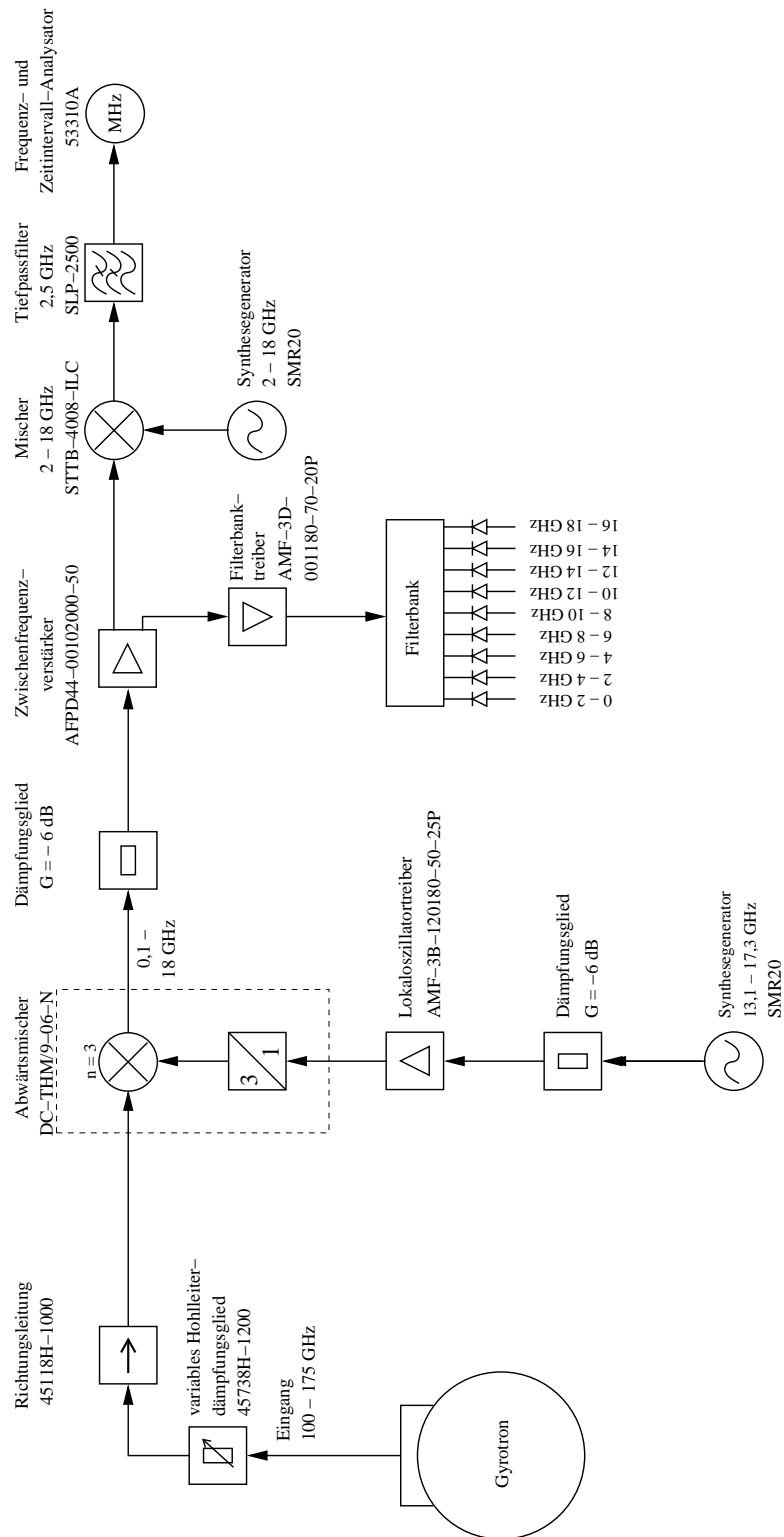 Richtungsleitung
45118H–1000
variables Hohlleiter–
dämpfungsglied
45738H–1200
Eingang
100 – 175 GHz
Gyrotron
Abwärtsmischer
DC–THM/9–06–N
n = 3
3
1
0,1 –
18 GHz
Lokaloszillatortreiber
AMF–3B–120180–50–25P
Dämpfungsglied
G = –6 dB
Synthesegenerator
13,1 – 17,3 GHz
SMR20
Dämpfungsglied
G = – 6 dB
Zwischenfrequenz–
verstärker
AFPD44–00102000–50
Filterbank–
treiber
AMF–3D–
001180–70–20P
Filterbank
0 – 2 GHz
2 – 4 GHz
4 – 6 GHz
6 – 8 GHz
8 – 10 GHz
10 – 12 GHz
12 – 14 GHz
14 – 16 GHz
16 – 18 GHz
Mischer
2 – 18 GHz
STTB–4008–ILC
Synthesegenerator
2 – 18 GHz
SMR20
Tiefpassfilter
2,5 GHz
SLP–2500
Frequenz– und
Zeitintervall–Analysator
53310A
MHz